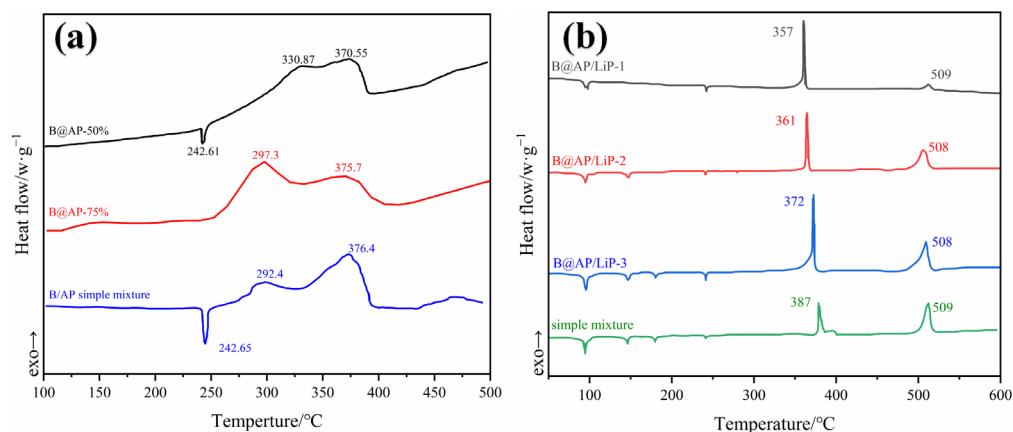 (a)
330.87
370.55
B@AP-50%
242.61
297.3
375.7
B@AP-75%
292.4
376.4
B/AP simple mixture
242.65
Heat flow/w·g⁻¹
exo→
100
150
200
250
300
350
400
450
500
Temperture/℃
(b)
357
509
B@AP/LiP-1
361
508
B@AP/LiP-2
372
508
B@AP/LiP-3
387
509
simple mixture
Heat flow/w·g⁻¹
exo→
100
200
300
400
500
600
Temperature/℃